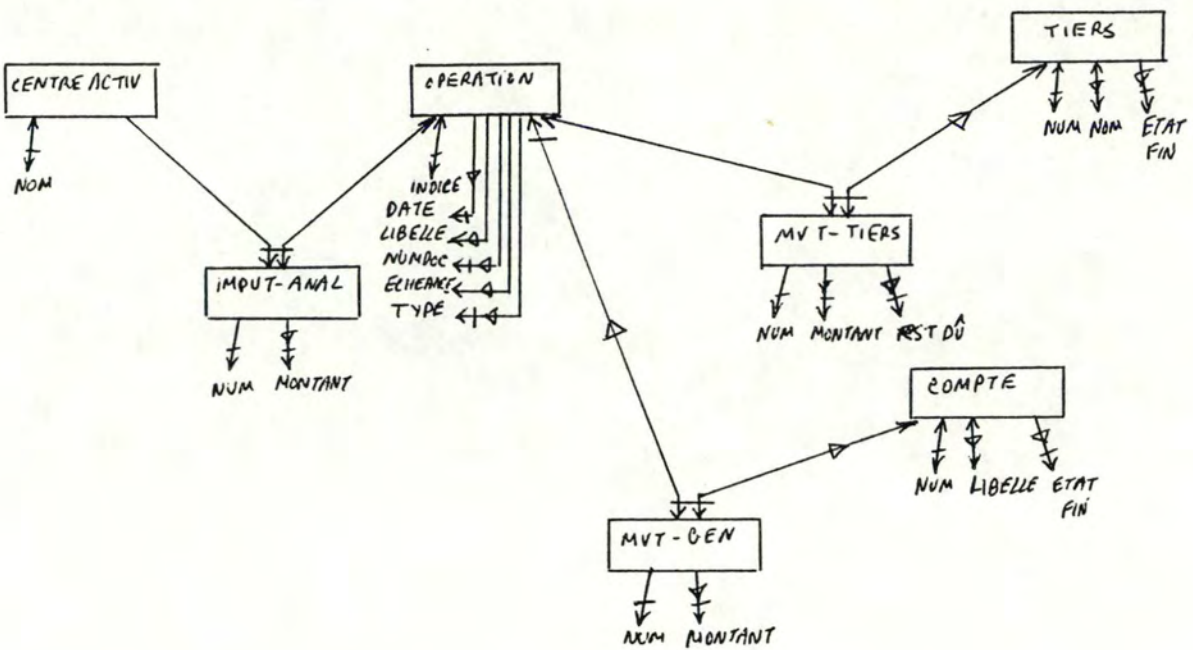 TIERS
CENTRE ACTIV
OPERATION
NUM NOM ETAT
FIN
NOM
INDICE
DATE
LIBELLE
NUMDOC
ECHEANCE
TYPE
MVT-TIERS
IMPUT-ANAL
NUM MONTANT RESTDÛ
NUM MONTANT
COMPTE
NUM LIBELLE ETAT
FIN
MVT-GEN
NUM MONTANT